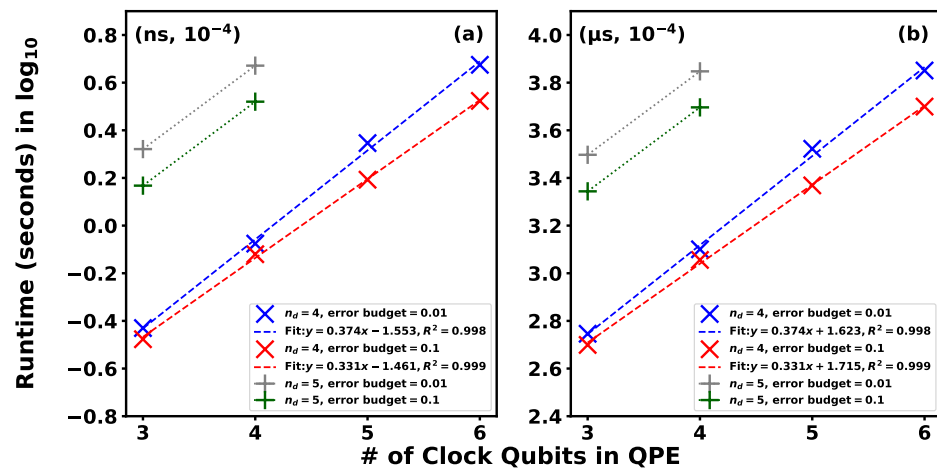 Runtime (seconds) in log₁₀
(ns, 10⁻⁴)
(a)
0.8
0.6
0.4
0.2
0.0
−0.2
−0.4
−0.6
−0.8
3
4
5
6
n_d = 4, error budget = 0.01
Fit:y = 0.374x − 1.553, R² = 0.998
n_d = 4, error budget = 0.1
Fit:y = 0.331x − 1.461, R² = 0.999
n_d = 5, error budget = 0.01
n_d = 5, error budget = 0.1
(μs, 10⁻⁴)
(b)
4.0
3.8
3.6
3.4
3.2
3.0
2.8
2.6
2.4
3
4
5
6
n_d = 4, error budget = 0.01
Fit:y = 0.374x + 1.623, R² = 0.998
n_d = 4, error budget = 0.1
Fit:y = 0.331x + 1.715, R² = 0.999
n_d = 5, error budget = 0.01
n_d = 5, error budget = 0.1
# of Clock Qubits in QPE